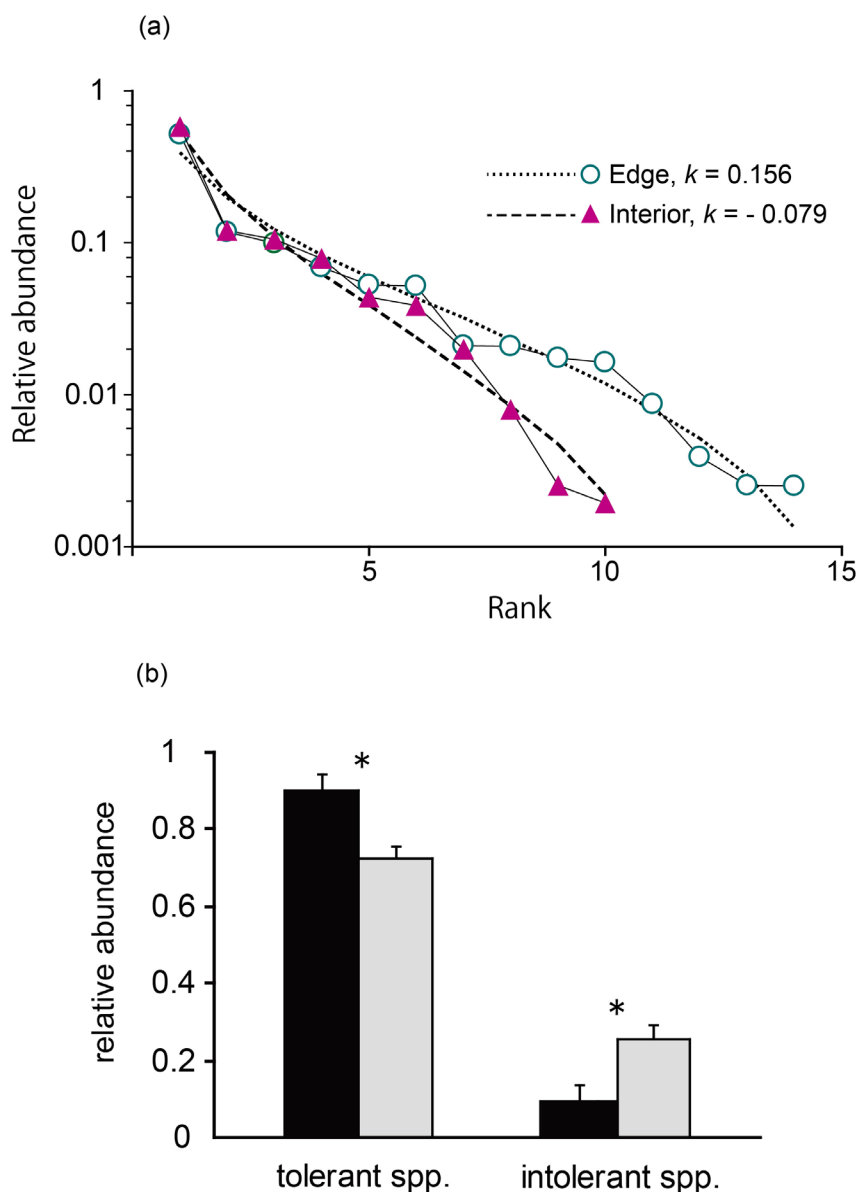 (a)
1
0.1
0.01
0.001
Relative abundance
Edge, k = 0.156
Interior, k = - 0.079
5
10
15
Rank
(b)
1
0.8
0.6
0.4
0.2
0
relative abundance
*
*
tolerant spp.
intolerant spp.